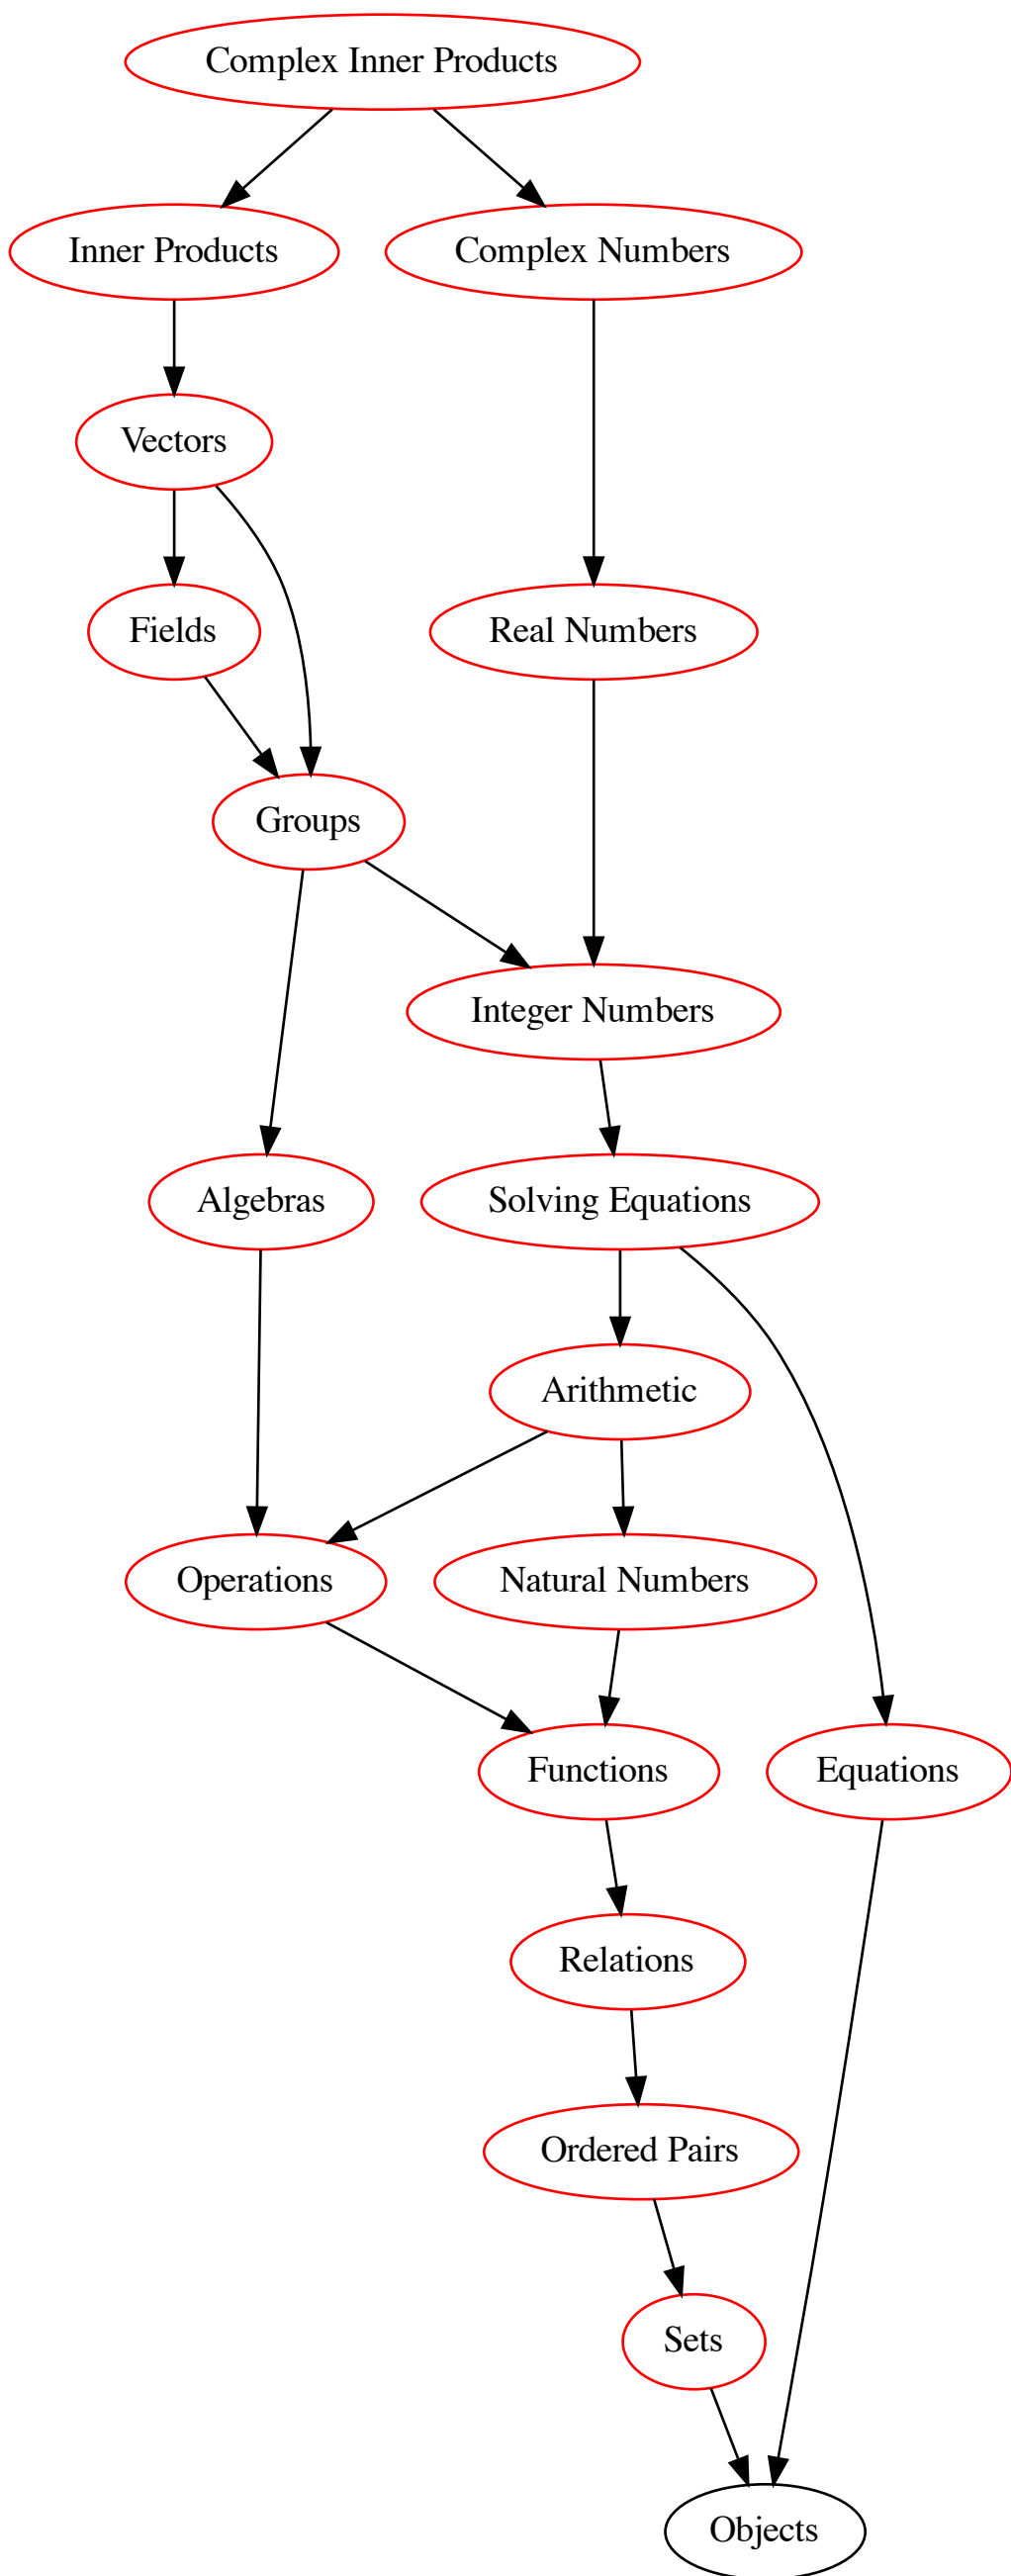 Complex Inner Products
Inner Products
Complex Numbers
Vectors
Fields
Real Numbers
Groups
Integer Numbers
Algebras
Solving Equations
Arithmetic
Operations
Natural Numbers
Functions
Equations
Relations
Ordered Pairs
Sets
Objects